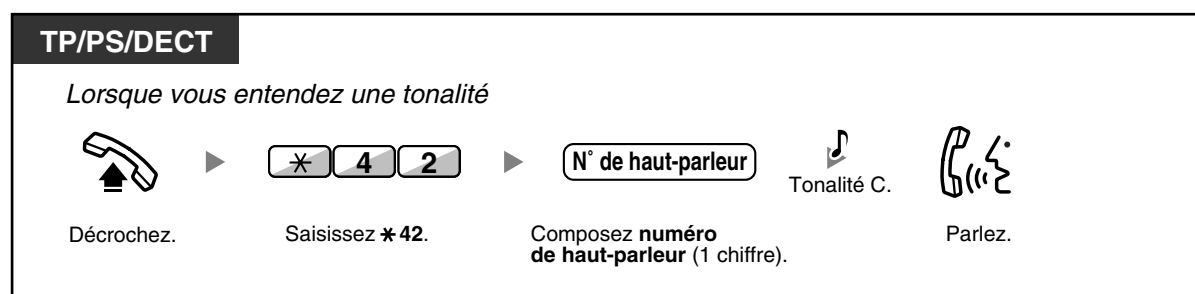 TP/PS/DECT
Lorsque vous entendez une tonalité
* 4 2
N° de haut-parleur
Tonalité C.
Décrochez.
Saisissez *42.
Composez numéro
de haut-parleur (1 chiffre).
Parlez.